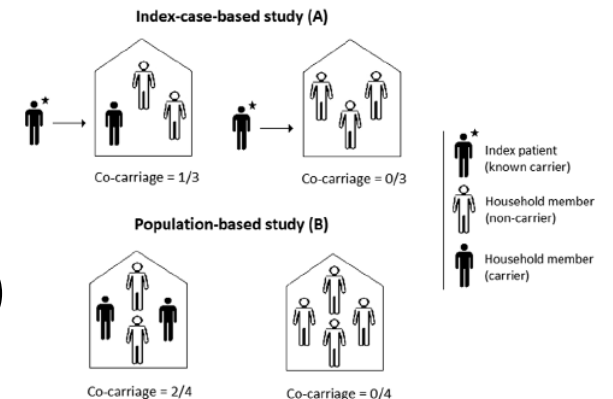 Index-case-based study (A)
Co-carriage = 1/3
Co-carriage = 0/3
Index patient
(known carrier)
Household member
(non-carrier)
Household member
(carrier)
Population-based study (B)
Co-carriage = 2/4
Co-carriage = 0/4